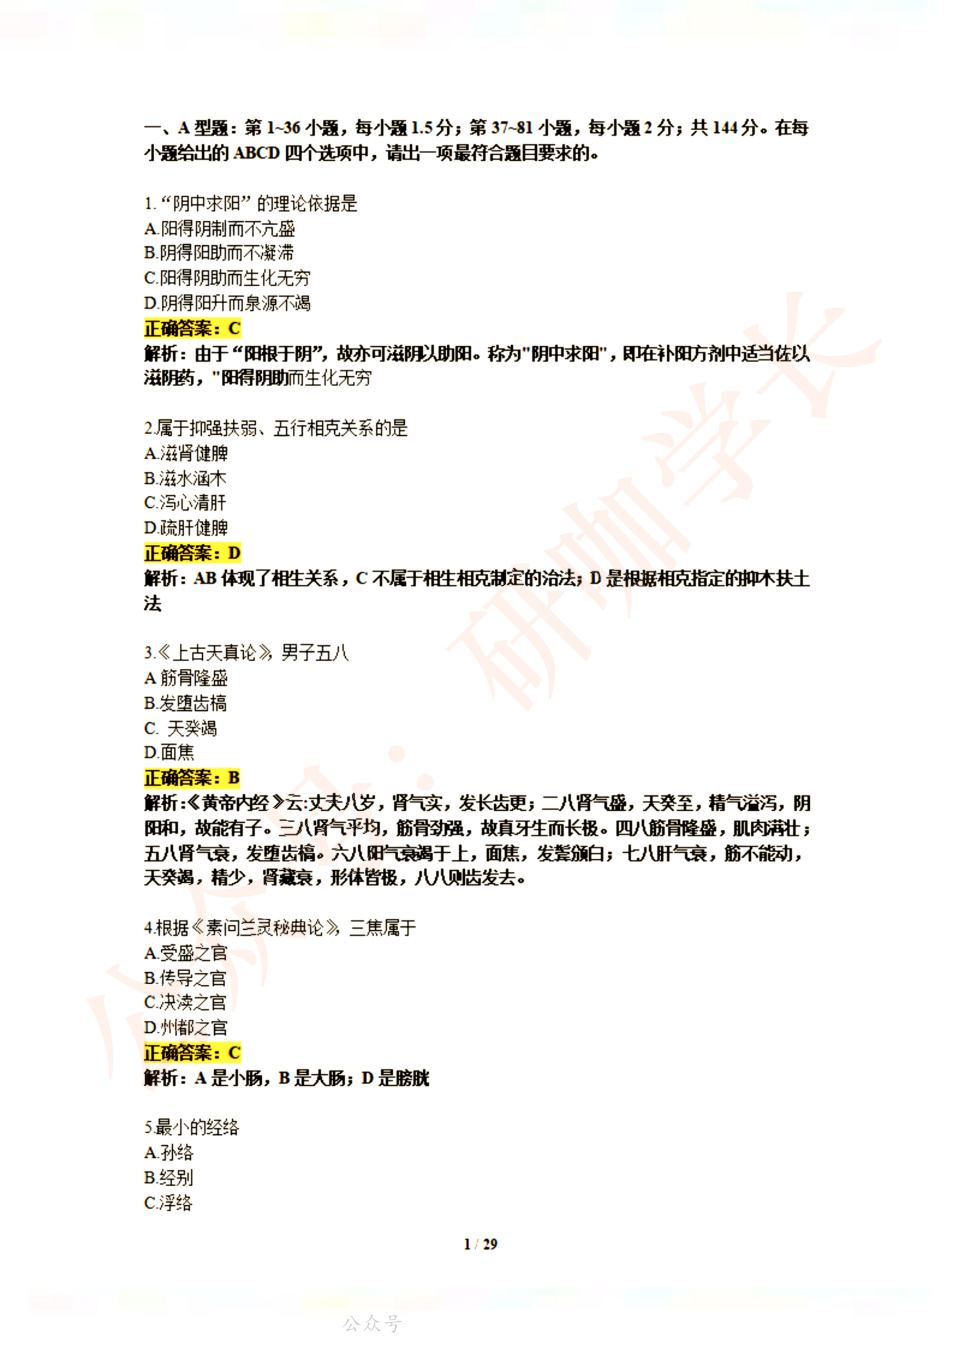 一、A 型题：第 1~36 小题，每小题 1.5 分；第 37~81 小题，每小题 2 分；共 144 分。在每
小题给出的 ABCD 四个选项中，请出一项最符合题目要求的。
1. “阴中求阳” 的理论依据是
A.阳得阴制而不亢盛
B.阴得阳助而不凝滞
C.阳得阴助而生化无穷
D.阴得阳升而泉源不竭
正确答案：C
解析：由于“阳根于阴”，故亦可滋阴以助阳。称为"阴中求阳"，即在补阳方剂中适当佐以
滋阴药，"阳得阴助而生化无穷
2.属于抑强扶弱、五行相克关系的是
A.滋肾健脾
B.滋水涵木
C.泻心清肝
D.疏肝健脾
正确答案：D
解析：AB 体现了相生关系，C 不属于相生相克制定的治法；D 是根据相克指定的抑木扶土
法
3.《上古天真论》，男子五八
A 筋骨隆盛
B.发堕齿槁
C. 天癸竭
D.面焦
正确答案：B
解析：《黄帝内经》云:丈夫八岁，肾气实，发长齿更；二八肾气盛，天癸至，精气溢泻，阴
阳和，故能有子。三八肾气平均，筋骨劲强，故真牙生而长极。四八筋骨隆盛，肌肉满壮；
五八肾气衰，发堕齿槁。六八阳气衰竭于上，面焦，发鬓颁白；七八肝气衰，筋不能动，
天癸竭，精少，肾藏衰，形体皆极，八八则齿发去。
4.根据《素问兰灵秘典论》，三焦属于
A.受盛之官
B.传导之官
C.决渎之官
D.州都之官
正确答案：C
解析：A 是小肠，B 是大肠；D 是膀胱
5.最小的经络
A.孙络
B.经别
C.浮络
1 / 29
公众号
公众号：研咖学长